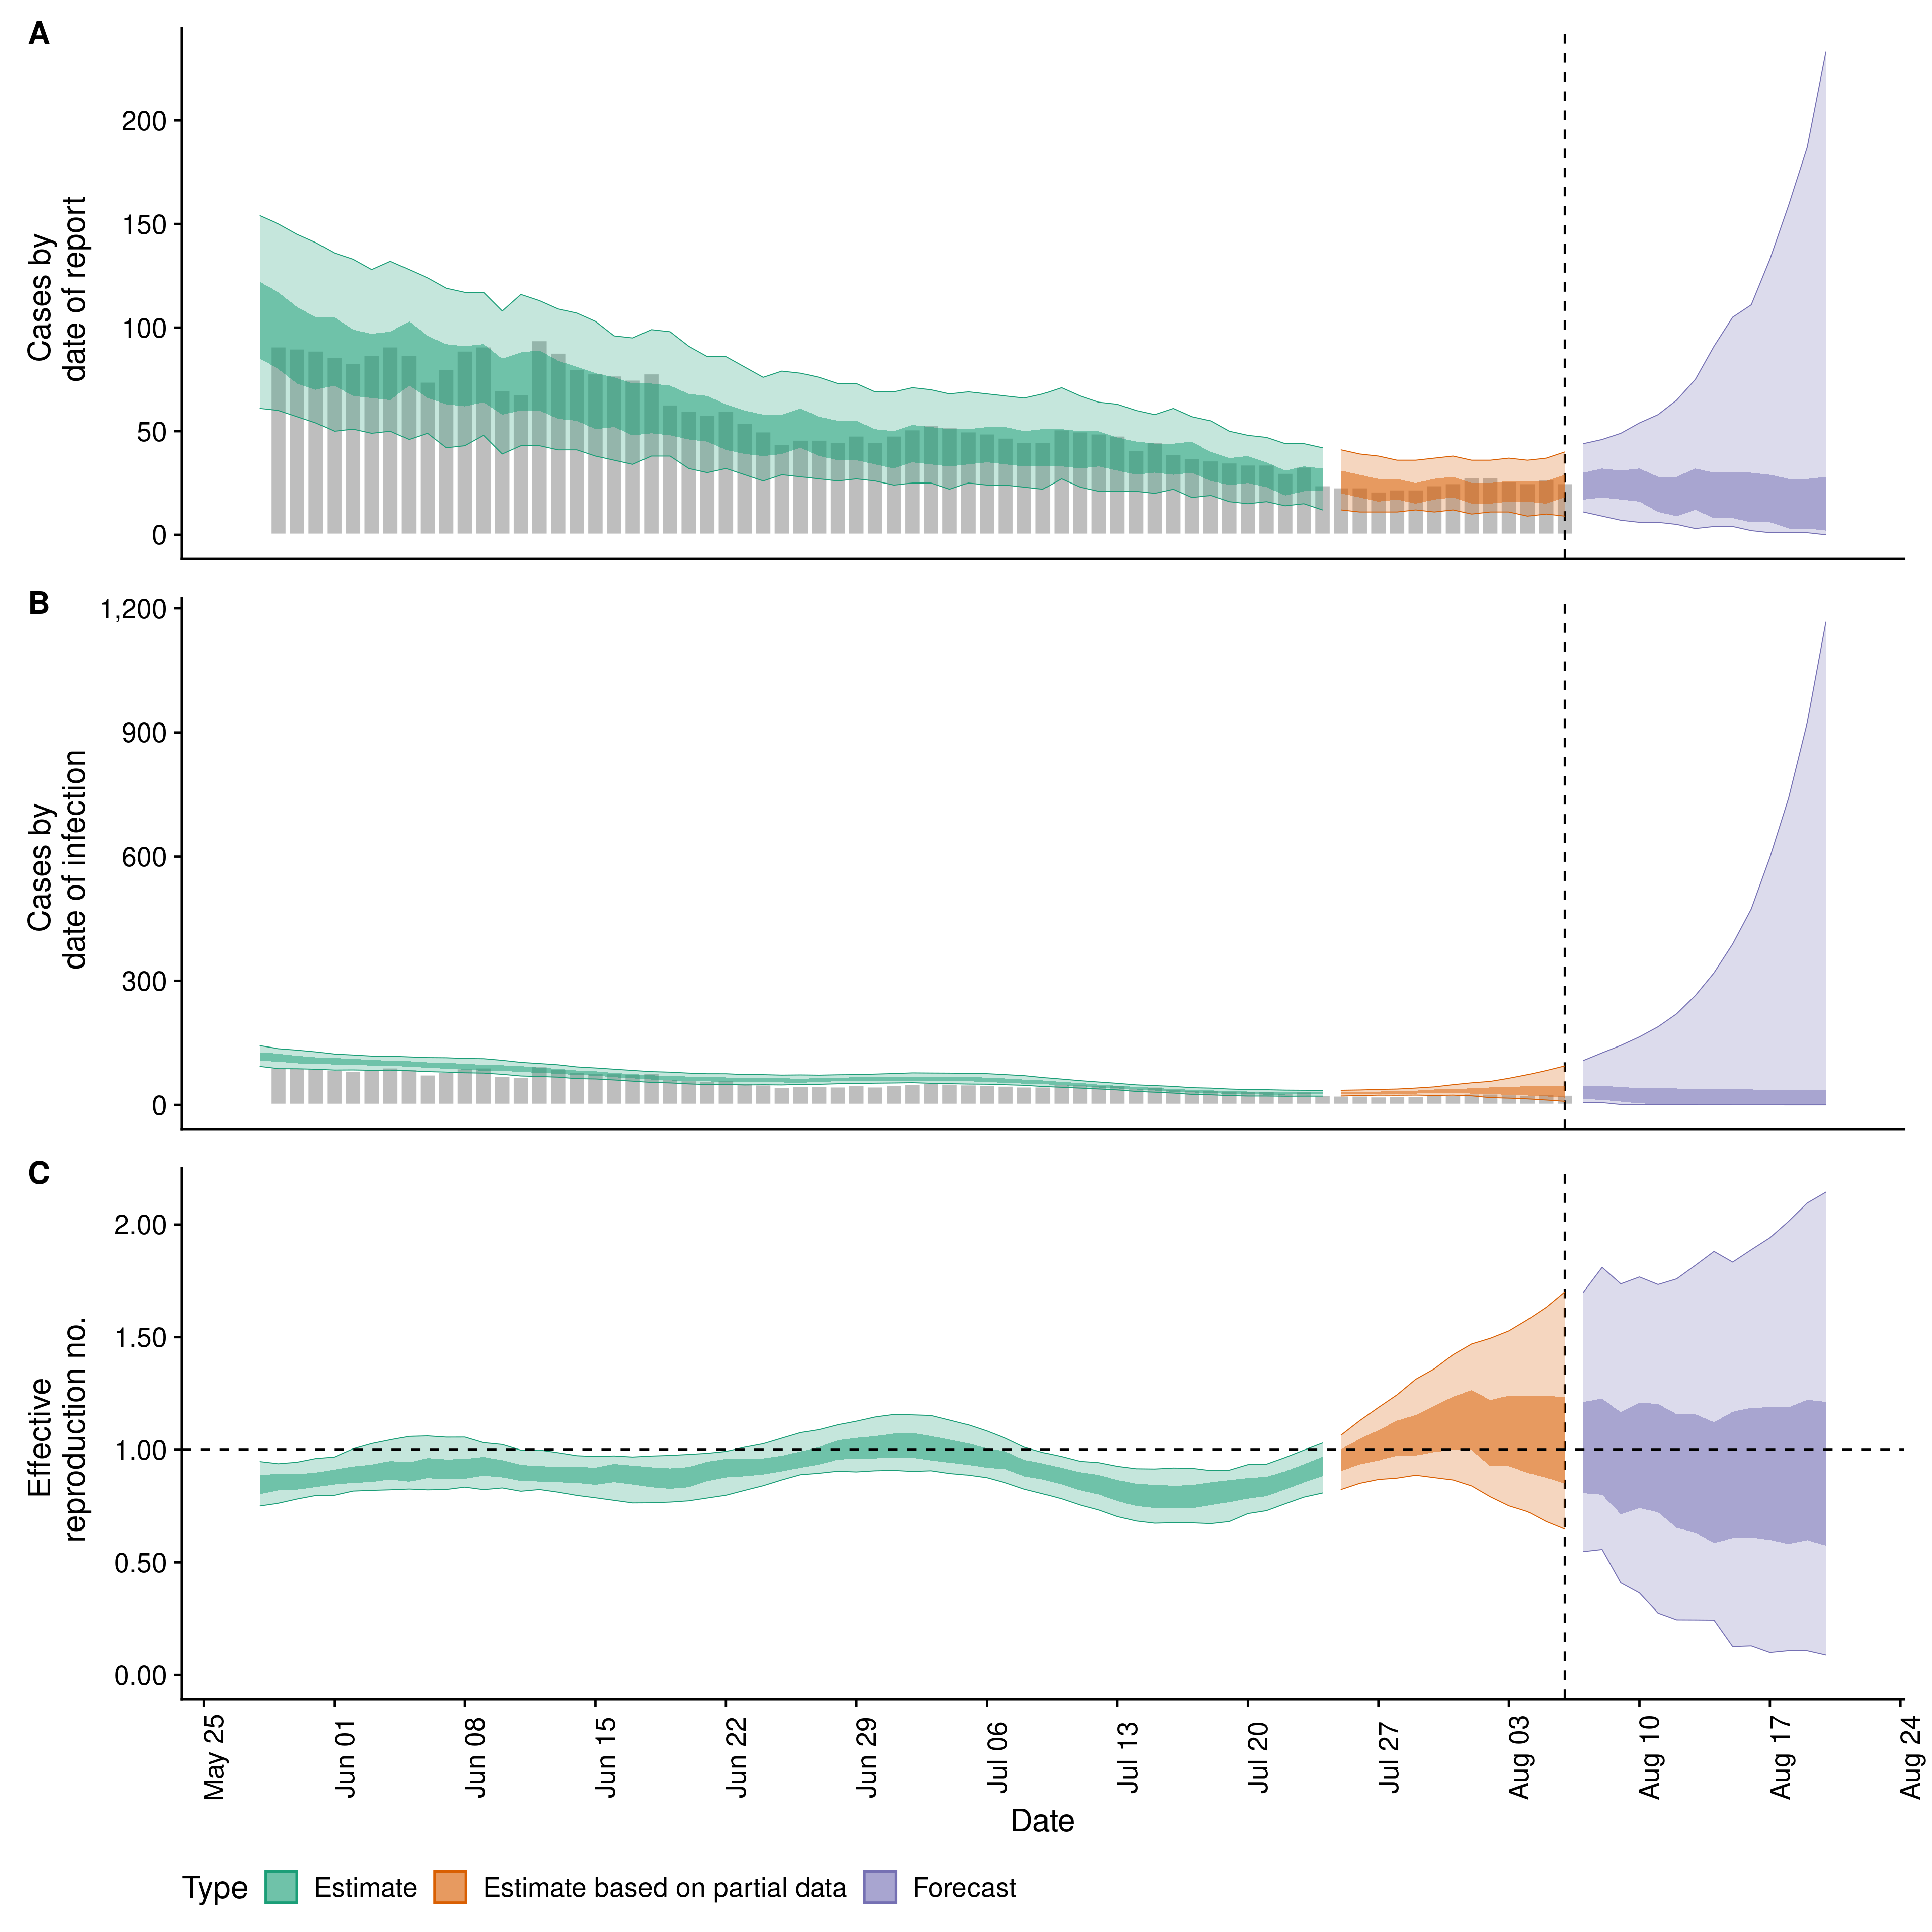 A
Cases by
date of report
200
150
100
50
0
B
Cases by
date of infection
1,200
900
600
300
0
C
Effective
reproduction no.
2.00
1.50
1.00
0.50
0.00
May 25
Jun 01
Jun 08
Jun 15
Jun 22
Jun 29
Jul 06
Jul 13
Jul 20
Jul 27
Aug 03
Aug 10
Aug 17
Aug 24
Date
Type Estimate Estimate based on partial data Forecast